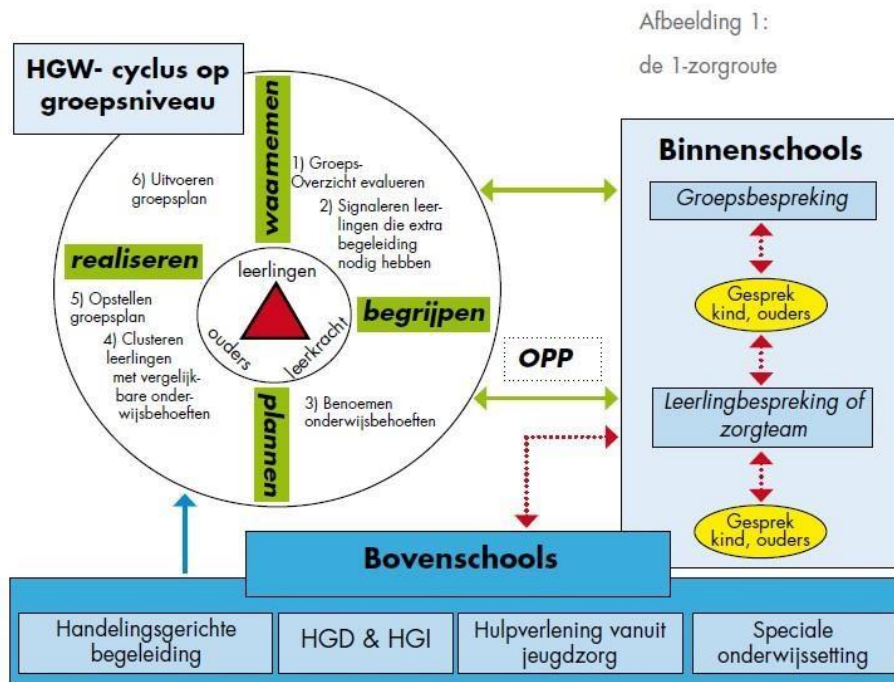 Afbeelding 1:
de 1-zorgroute
HGW- cyclus op
groepsniveau
waarnemen
1) Groeps-
Overzicht evalueren
2) Signaleren leer-
lingen die extra
begeleiding
nodig hebben
begrijpen
3) Benoemen
onderwijsbehoeften
plannen
4) Clusteren
leerlingen
met vergelijk-
bare onder-
wijsbehoeften
5) Opstellen
groepsplan
realiseren
6) Uitvoeren
groepsplan
leerlingen
ouders
leerkracht
OPP
Binnenschools
Groepsbespreking
Gesprek
kind, ouders
Leerlingbespreking of
zorgteam
Gesprek
kind, ouders
Bovenschools
Handelingsgerichte
begeleiding
HGD & HGI
Hulpverlening vanuit
jeugdzorg
Speciale
onderwijssetting